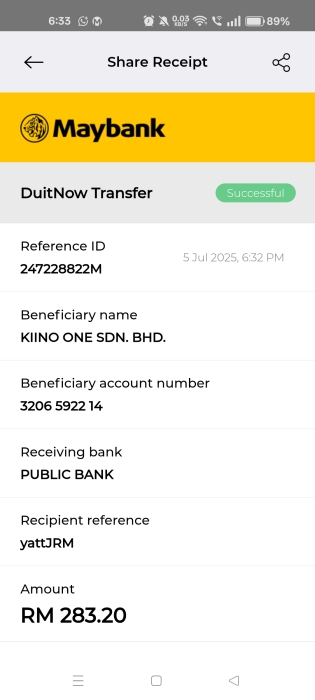 6:33 0.03 KB/S 89%
Share Receipt
Maybank
DuitNow Transfer Successful
Reference ID
5 Jul 2025, 6:32 PM
247228822M
Beneficiary name
KIINO ONE SDN. BHD.
Beneficiary account number
3206 5922 14
Receiving bank
PUBLIC BANK
Recipient reference
yattJRM
Amount
RM 283.20